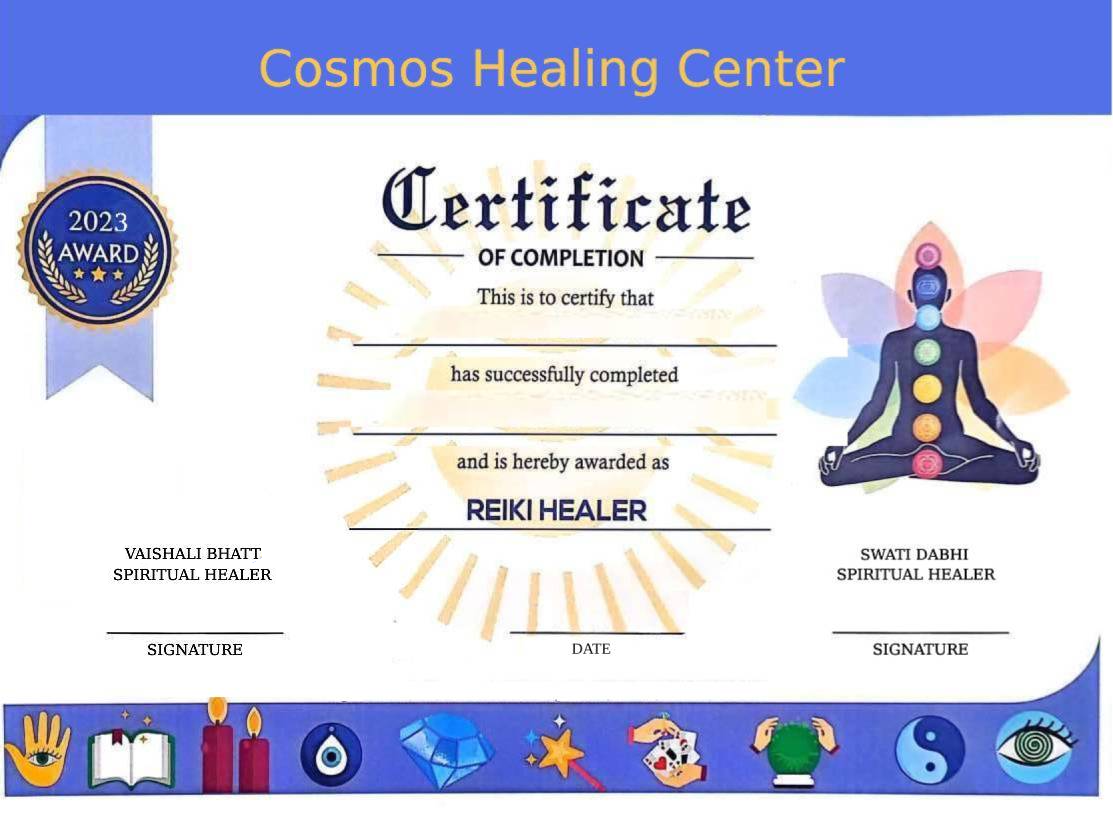 Cosmos Healing Center
2023
AWARD
Certificate
OF COMPLETION
This is to certify that
has successfully completed
and is hereby awarded as
REIKI HEALER
VAISHALI BHATT
SPIRITUAL HEALER
SIGNATURE
DATE
SWATI DABHI
SPIRITUAL HEALER
SIGNATURE